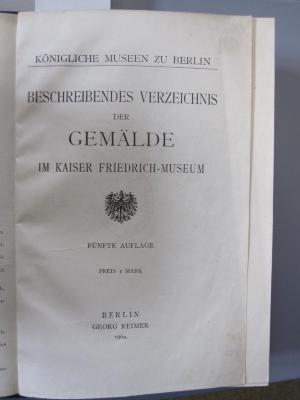 KÖNIGLICHE MUSEEN ZU BERLIN
BESCHREIBENDES VERZEICHNIS
DER
GEMÄLDE
IM KAISER FRIEDRICH-MUSEUM
FÜNFTE AUFLAGE
PREIS 1 MARK
BERLIN
GEORG REIMER
1904.